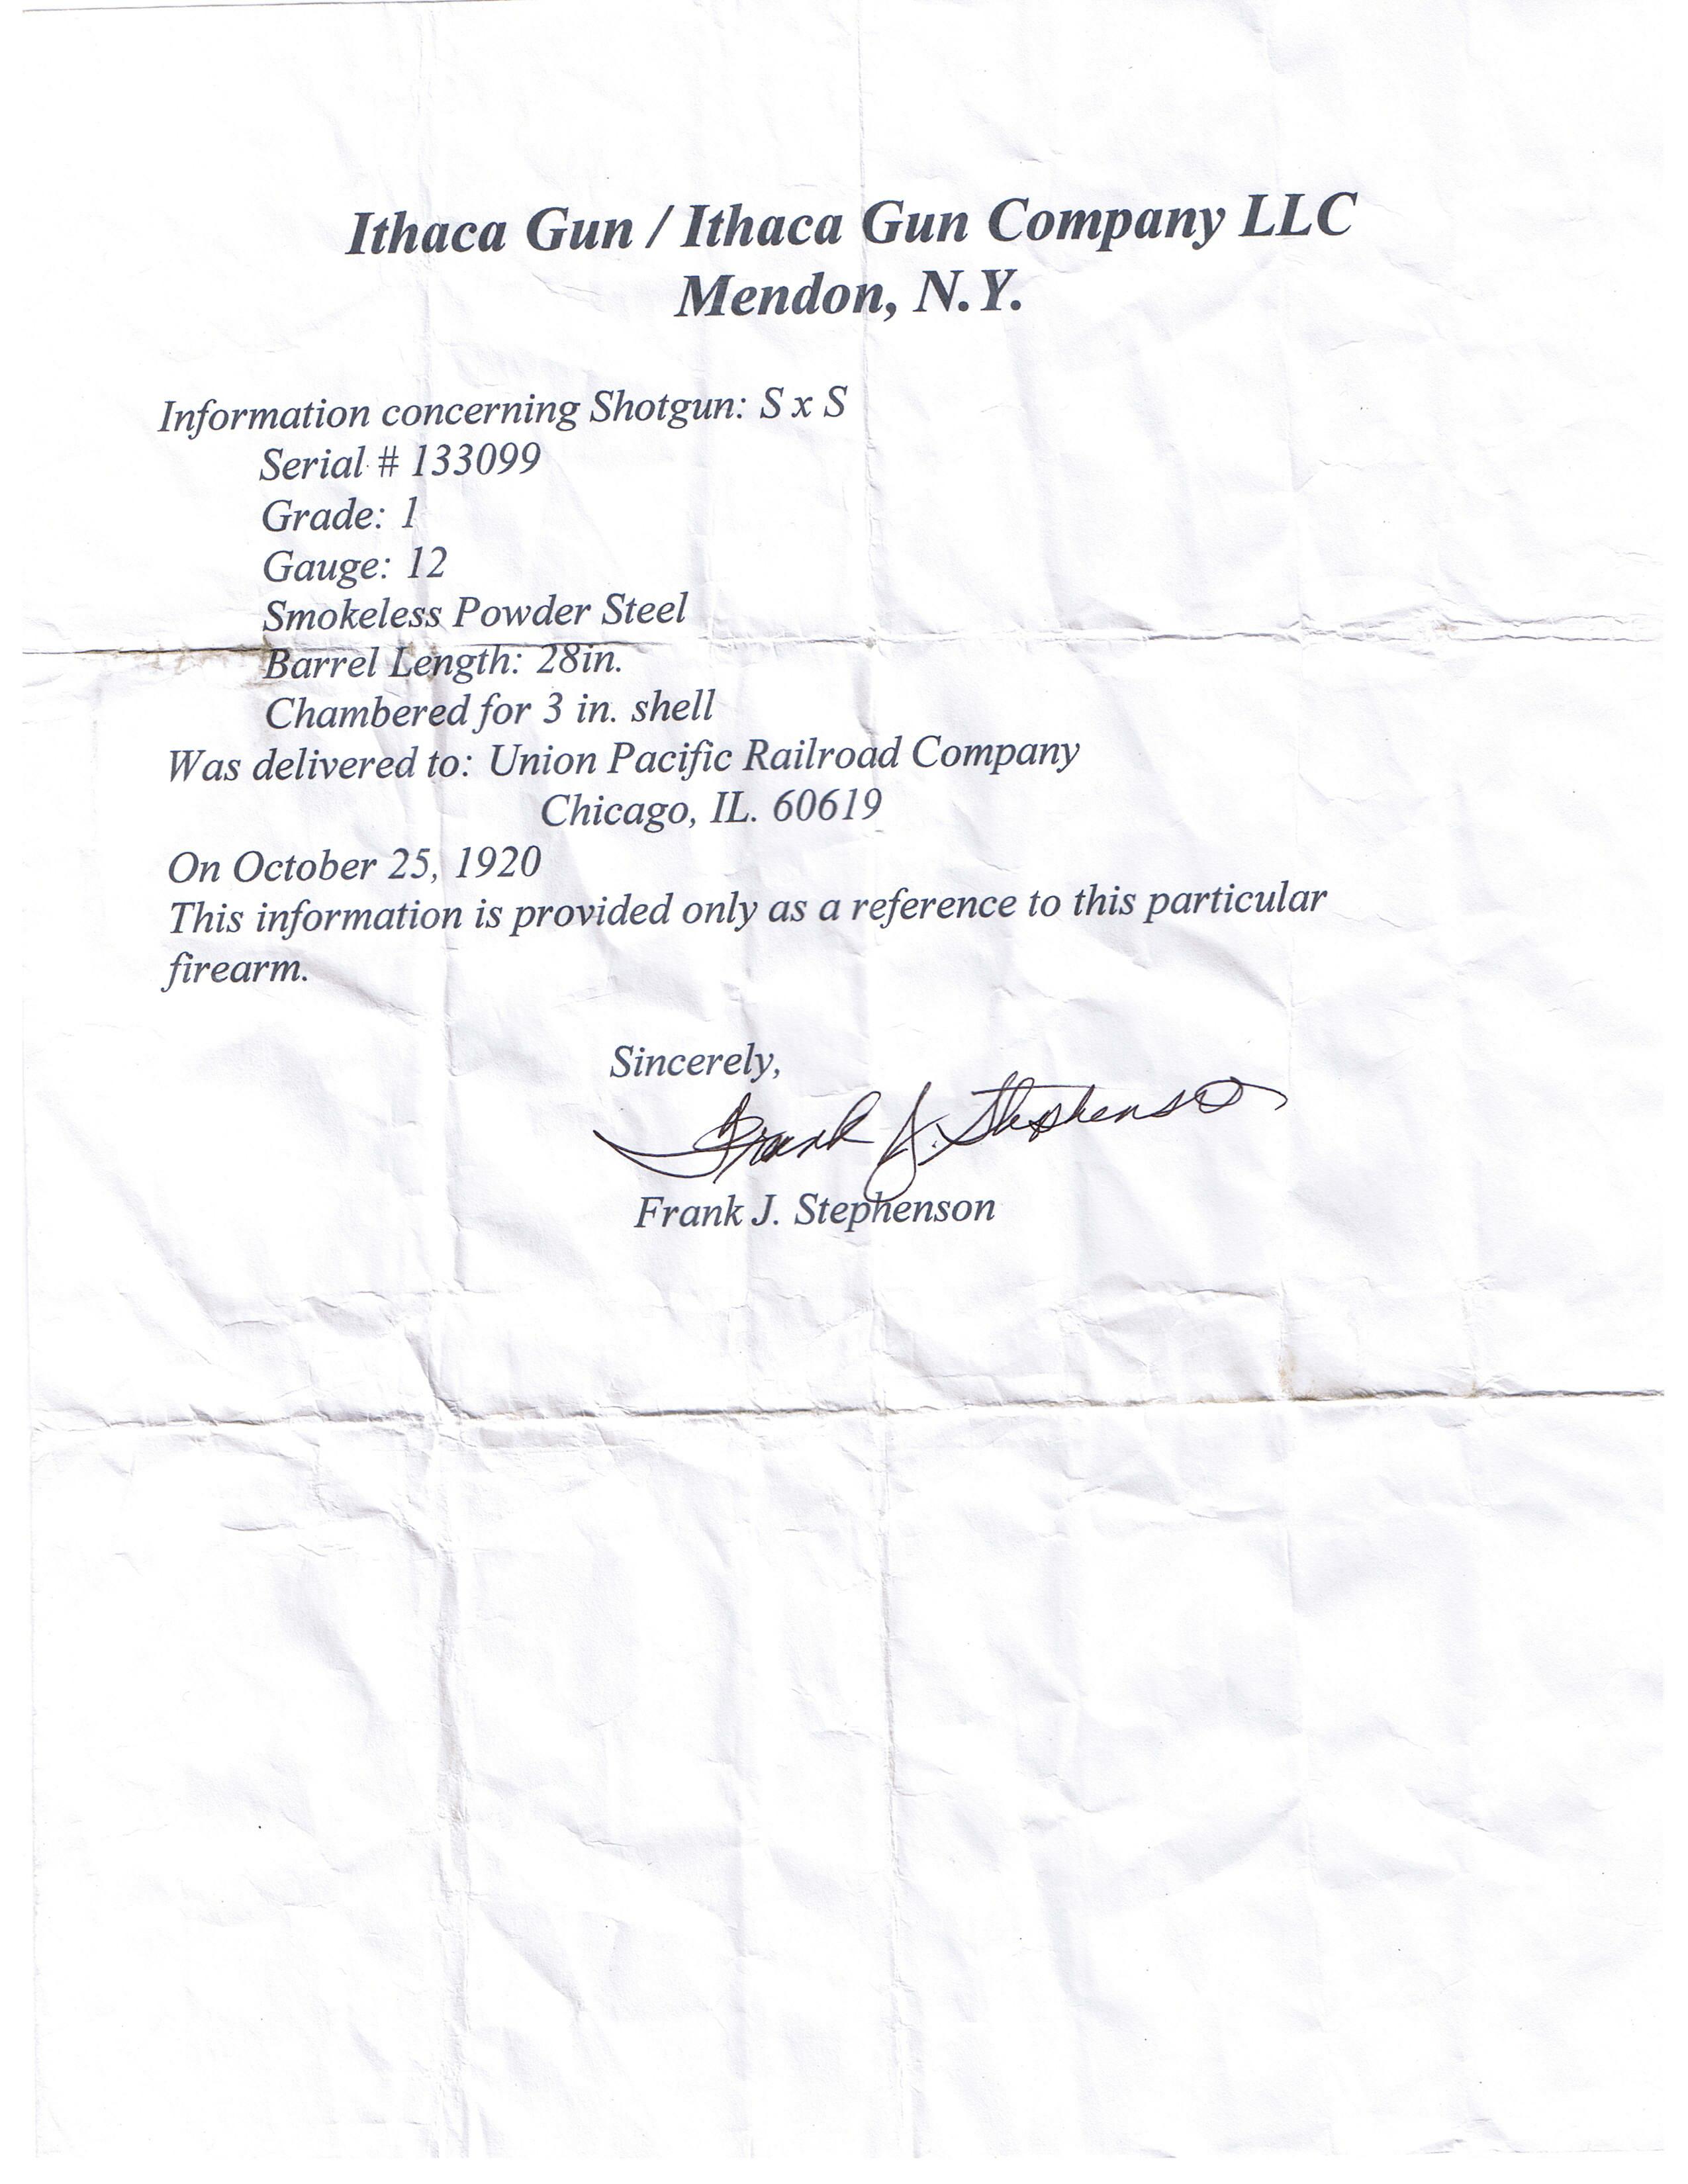 Ithaca Gun / Ithaca Gun Company LLC
Mendon, N.Y.
Information concerning Shotgun: S x S
Serial # 133099
Grade: 1
Gauge: 12
Smokeless Powder Steel
Barrel Length: 28in.
Chambered for 3 in. shell
Was delivered to: Union Pacific Railroad Company
Chicago, IL. 60619
On October 25, 1920
This information is provided only as a reference to this particular
firearm.
Sincerely,
Frank J. Stephenson
Frank J. Stephenson